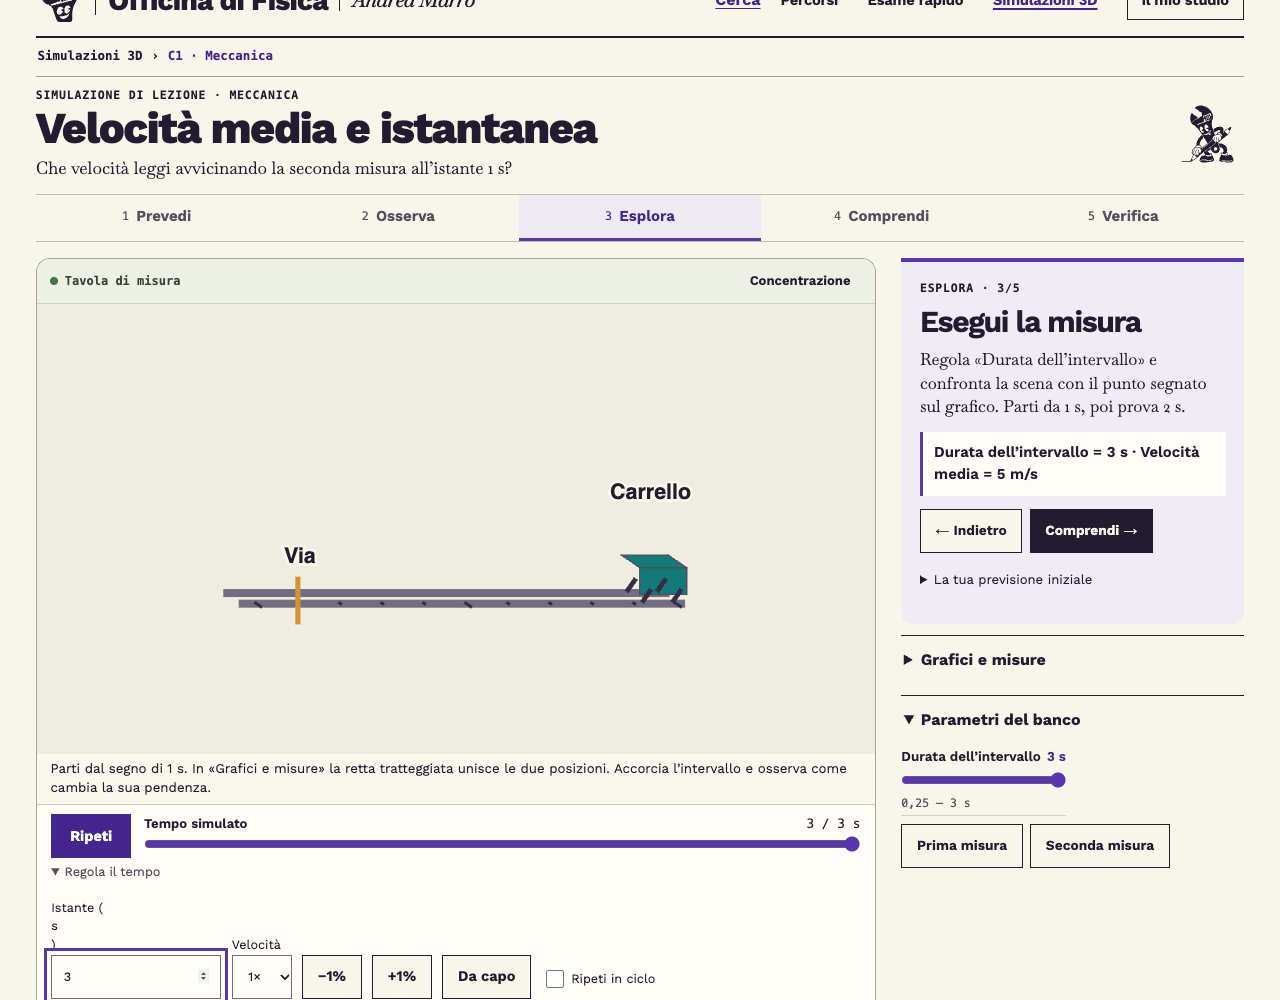 Officina di Fisica
Andrea Marro
Cerca
Percorsi
Esame rapido
Simulazioni 3D
Il mio studio
Simulazioni 3D › C1 · Meccanica
SIMULAZIONE DI LEZIONE · MECCANICA
Velocità media e istantanea
Che velocità leggi avvicinando la seconda misura all’istante 1 s?
1 Prevedi
2 Osserva
3 Esplora
4 Comprendi
5 Verifica
Tavola di misura
Concentrazione
Carrello
Via
Parti dal segno di 1 s. In «Grafici e misure» la retta tratteggiata unisce le due posizioni. Accorcia l’intervallo e osserva come
cambia la sua pendenza.
Ripeti
Tempo simulato
3 / 3 s
▼ Regola il tempo
Istante (
s
)
3
Velocità
1×
−1%
+1%
Da capo
Ripeti in ciclo
ESPLORA · 3/5
Esegui la misura
Regola «Durata dell’intervallo» e
confronta la scena con il punto segnato
sul grafico. Parti da 1 s, poi prova 2 s.
Durata dell’intervallo = 3 s · Velocità
media = 5 m/s
← Indietro
Comprendi →
▶ La tua previsione iniziale
▶ Grafici e misure
▼ Parametri del banco
Durata dell’intervallo 3 s
0,25 — 3 s
Prima misura
Seconda misura